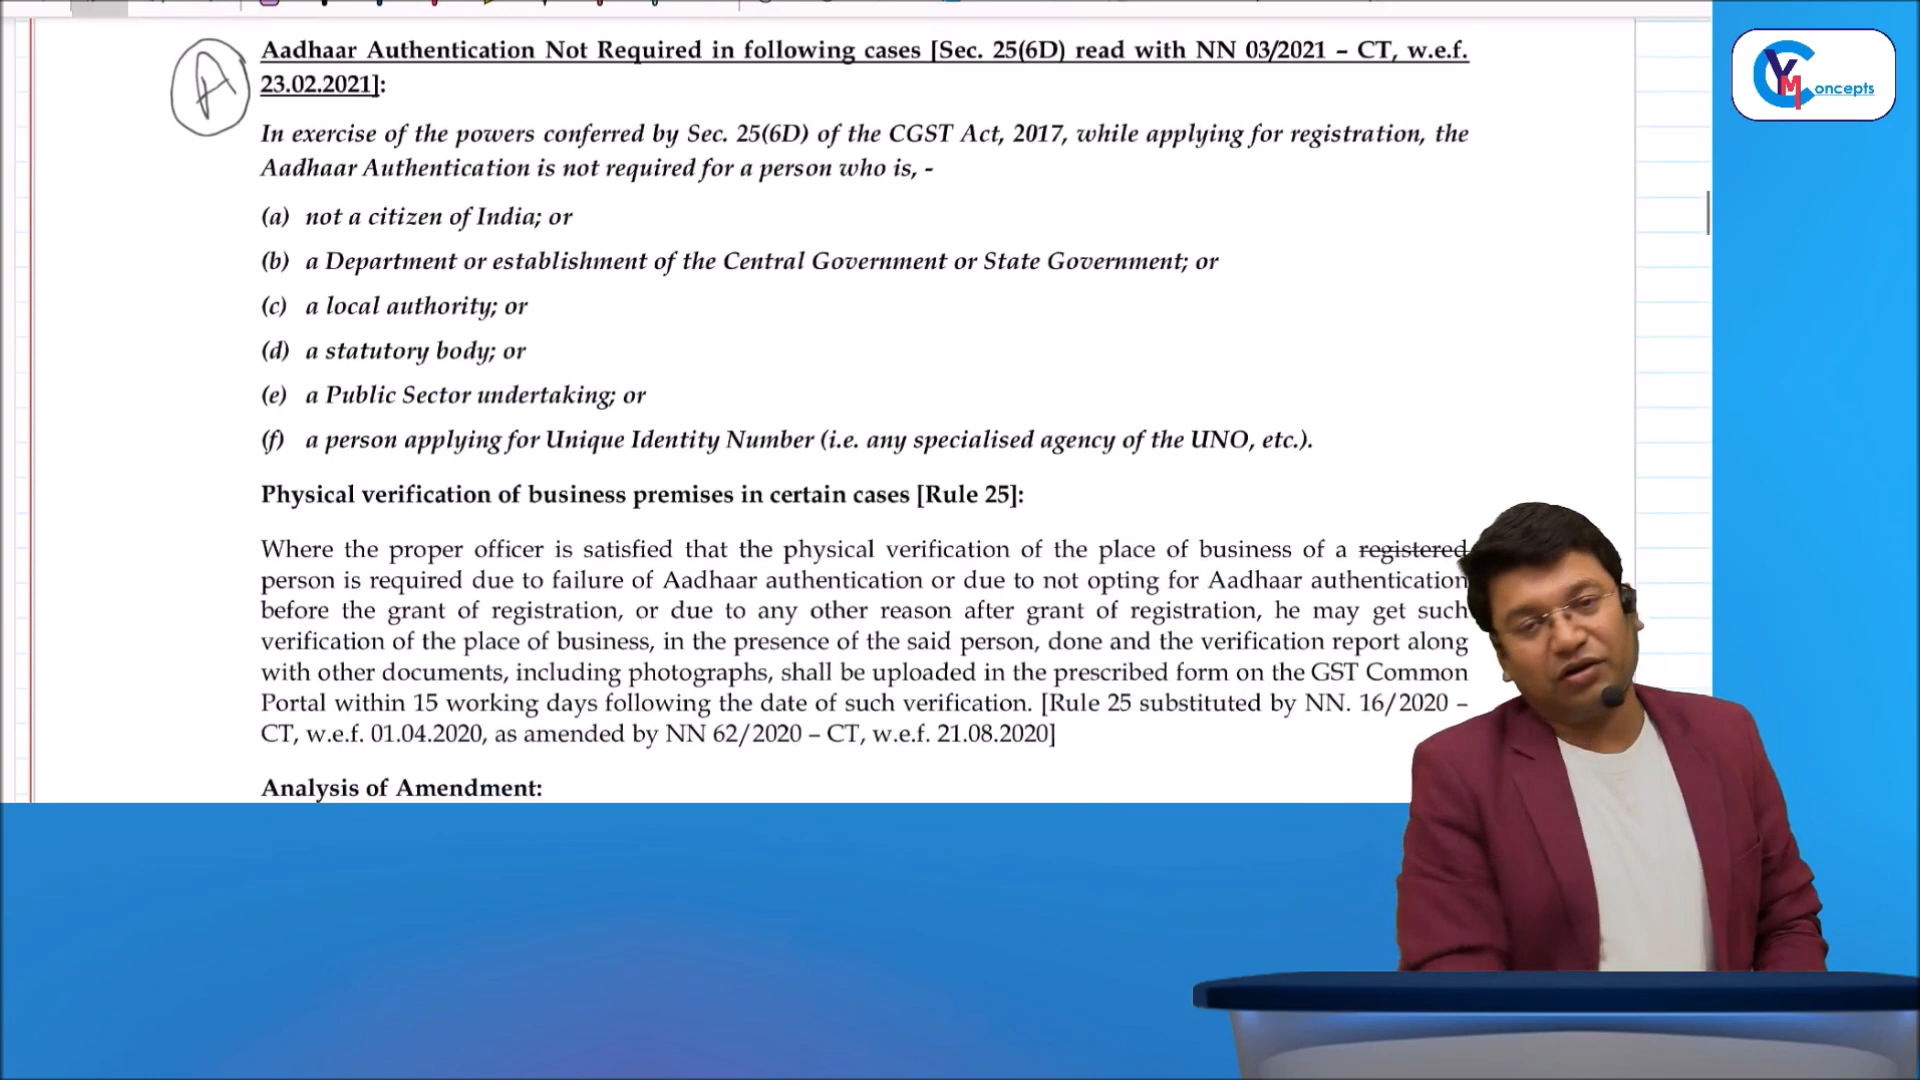 Aadhaar Authentication Not Required in following cases [Sec. 25(6D) read with NN 03/2021 – CT, w.e.f.
23.02.2021]:
A
In exercise of the powers conferred by Sec. 25(6D) of the CGST Act, 2017, while applying for registration, the
Aadhaar Authentication is not required for a person who is, -
(a) not a citizen of India; or
(b) a Department or establishment of the Central Government or State Government; or
(c) a local authority; or
(d) a statutory body; or
(e) a Public Sector undertaking; or
(f) a person applying for Unique Identity Number (i.e. any specialised agency of the UNO, etc.).
Physical verification of business premises in certain cases [Rule 25]:
Where the proper officer is satisfied that the physical verification of the place of business of a registered
person is required due to failure of Aadhaar authentication or due to not opting for Aadhaar authentication
before the grant of registration, or due to any other reason after grant of registration, he may get such
verification of the place of business, in the presence of the said person, done and the verification report along
with other documents, including photographs, shall be uploaded in the prescribed form on the GST Common
Portal within 15 working days following the date of such verification. [Rule 25 substituted by NN. 16/2020 –
CT, w.e.f. 01.04.2020, as amended by NN 62/2020 – CT, w.e.f. 21.08.2020]
Analysis of Amendment:
YM Concepts